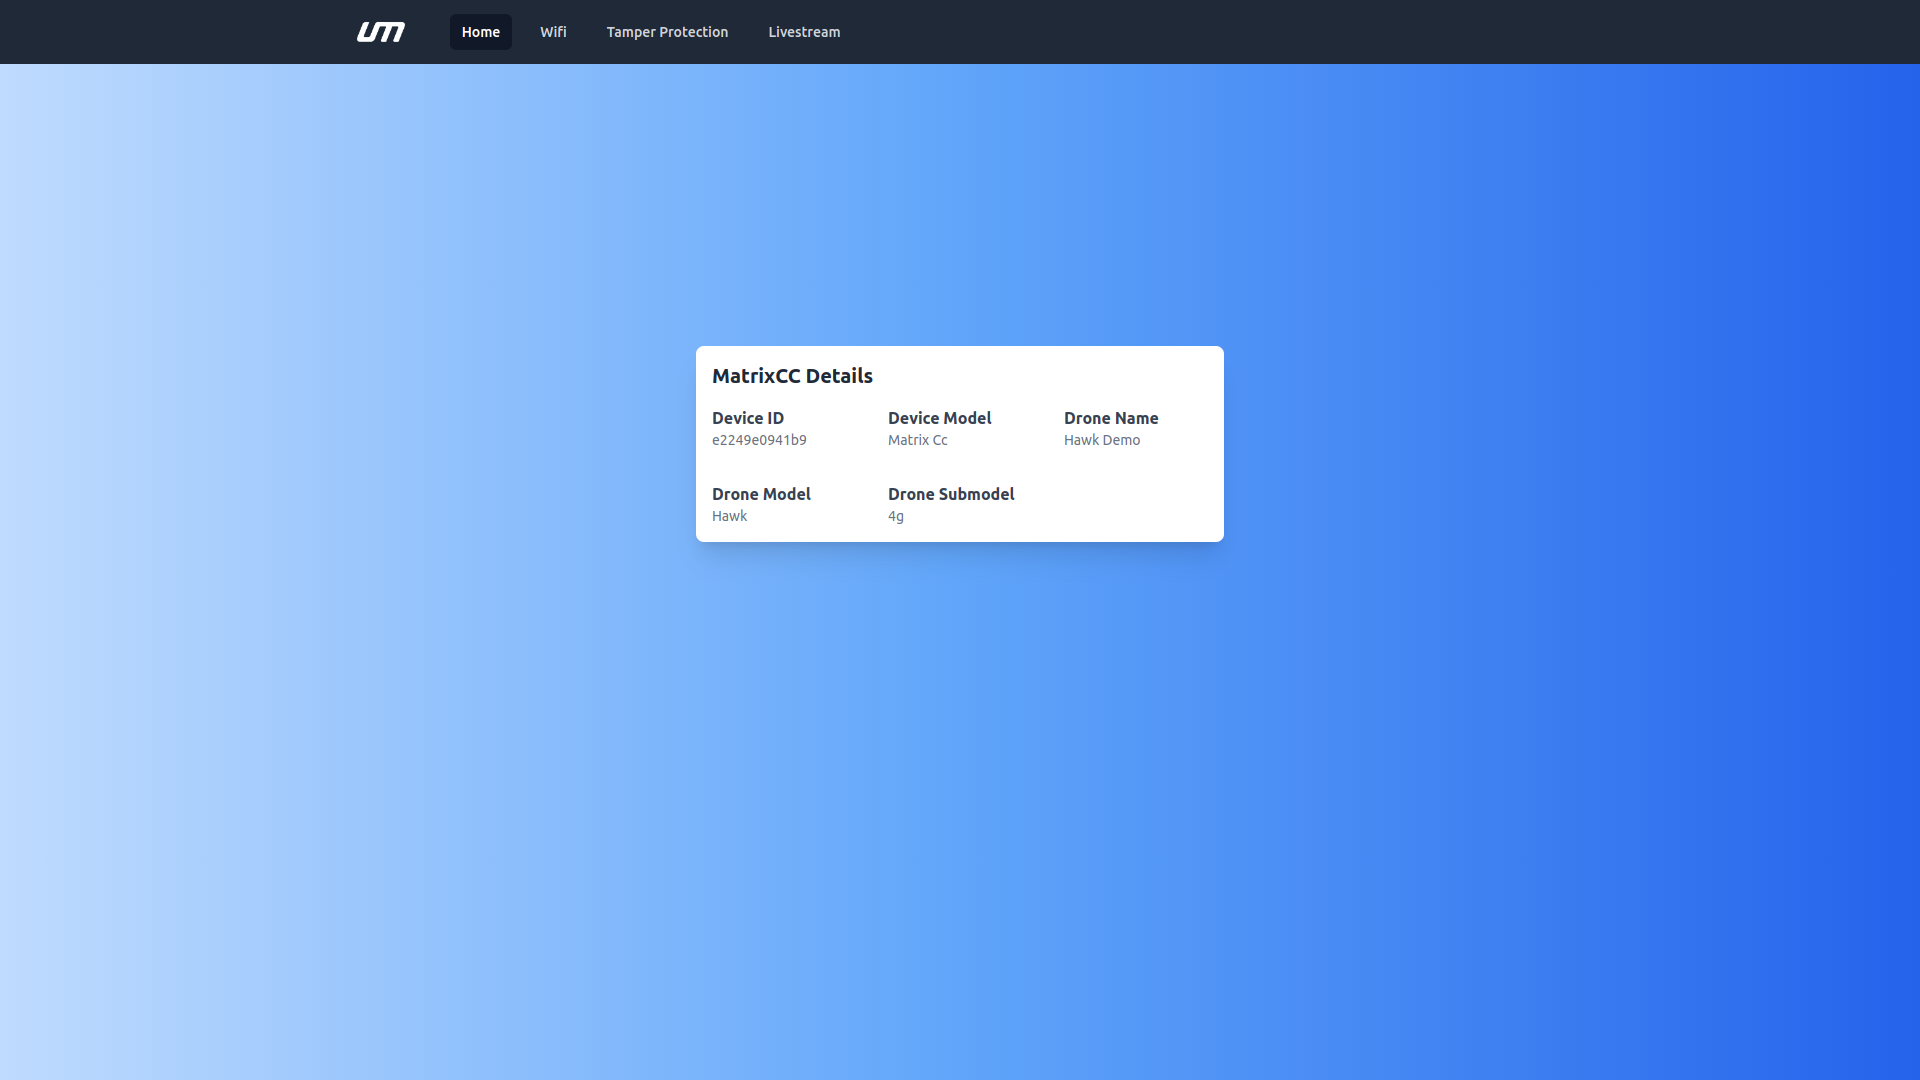 um Home Wifi Tamper Protection Livestream
MatrixCC Details
Device ID Device Model Drone Name
e2249e0941b9 Matrix Cc Hawk Demo
Drone Model Drone Submodel
Hawk 4g